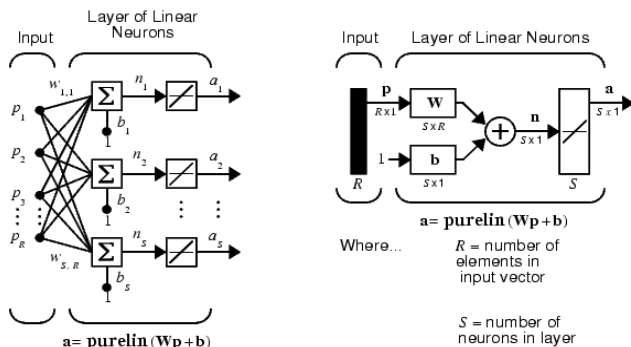 Input
Layer of Linear
Neurons
w1,1
n1
a1
p1
Σ
b1
1
p2
n2
a2
Σ
p3
b2
1
pR
nS
aS
Σ
wS, R
bS
1
a= purelin (Wp+b)
Input
Layer of Linear Neurons
p
a
R x 1
W
S x R
n
S x 1
+
S x 1
1
b
S x 1
R
S
a= purelin (Wp+b)
Where...
R = number of
elements in
input vector
S = number of
neurons in layer